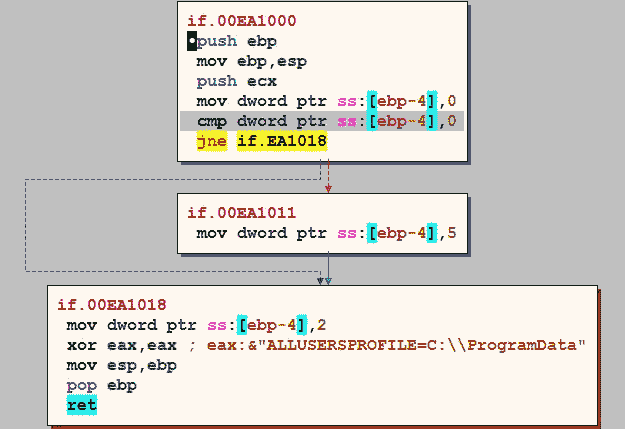 if.00EA1000
push ebp
mov ebp,esp
push ecx
mov dword ptr ss:[ebp-4],0
cmp dword ptr ss:[ebp-4],0
jne if.EA1018
if.00EA1011
mov dword ptr ss:[ebp-4],5
if.00EA1018
mov dword ptr ss:[ebp-4],2
xor eax,eax ; eax:&"ALLUSERSPROFILE=C:\\ProgramData"
mov esp,ebp
pop ebp
ret